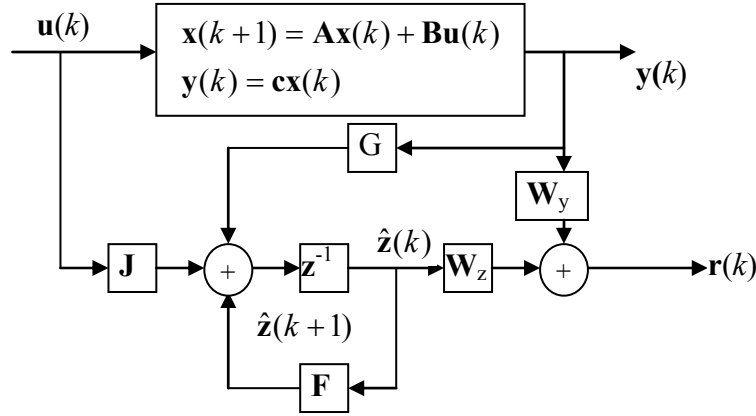 u(k)
x(k+1) = Ax(k) + Bu(k)
y(k) = cx(k)
y(k)
G
W_y
J
+
z⁻¹
ẑ(k)
W_z
+
r(k)
ẑ(k+1)
F